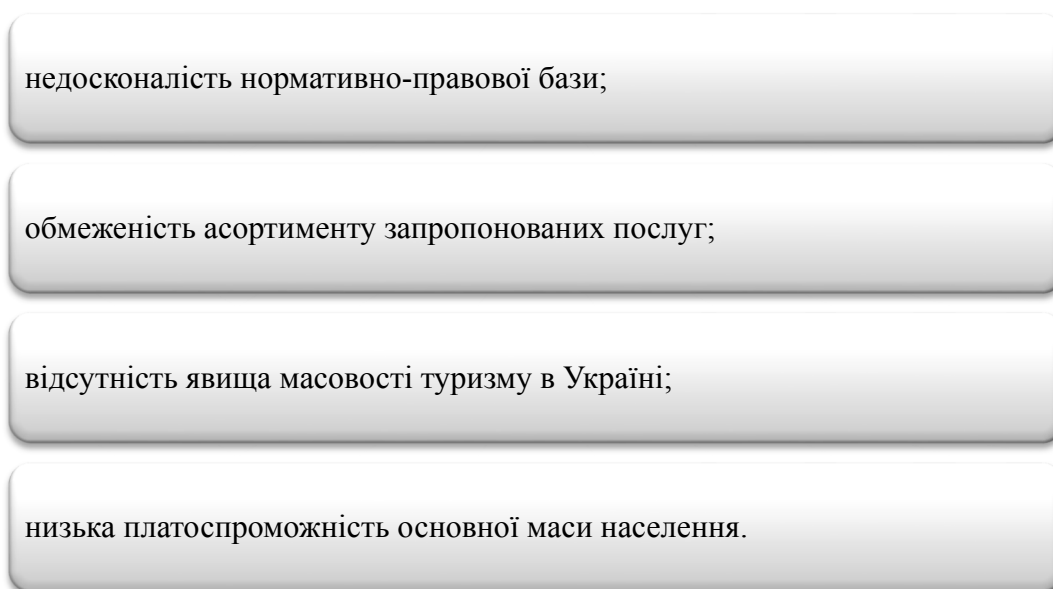 недосконалість нормативно-правової бази;
обмеженість асортименту запропонованих послуг;
відсутність явища масовості туризму в Україні;
низька платоспроможність основної маси населення.